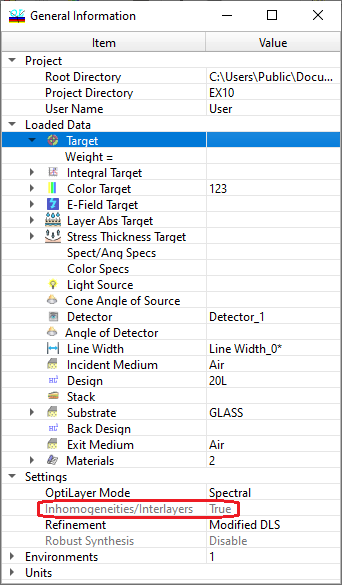 General Information
Item Value
Project
Root Directory C:\Users\Public\Docu...
Project Directory EX10
User Name User
Loaded Data
Target
Weight =
Integral Target
Color Target 123
E-Field Target
Layer Abs Target
Stress Thickness Target
Spect/Ang Specs
Color Specs
Light Source
Cone Angle of Source
Detector Detector_1
Angle of Detector
Line Width Line Width_0*
Incident Medium Air
Design 20L
Stack
Substrate GLASS
Back Design
Exit Medium Air
Materials 2
Settings
OptiLayer Mode Spectral
Inhomogeneities/Interlayers True
Refinement Modified DLS
Robust Synthesis Disable
Environments 1
Units